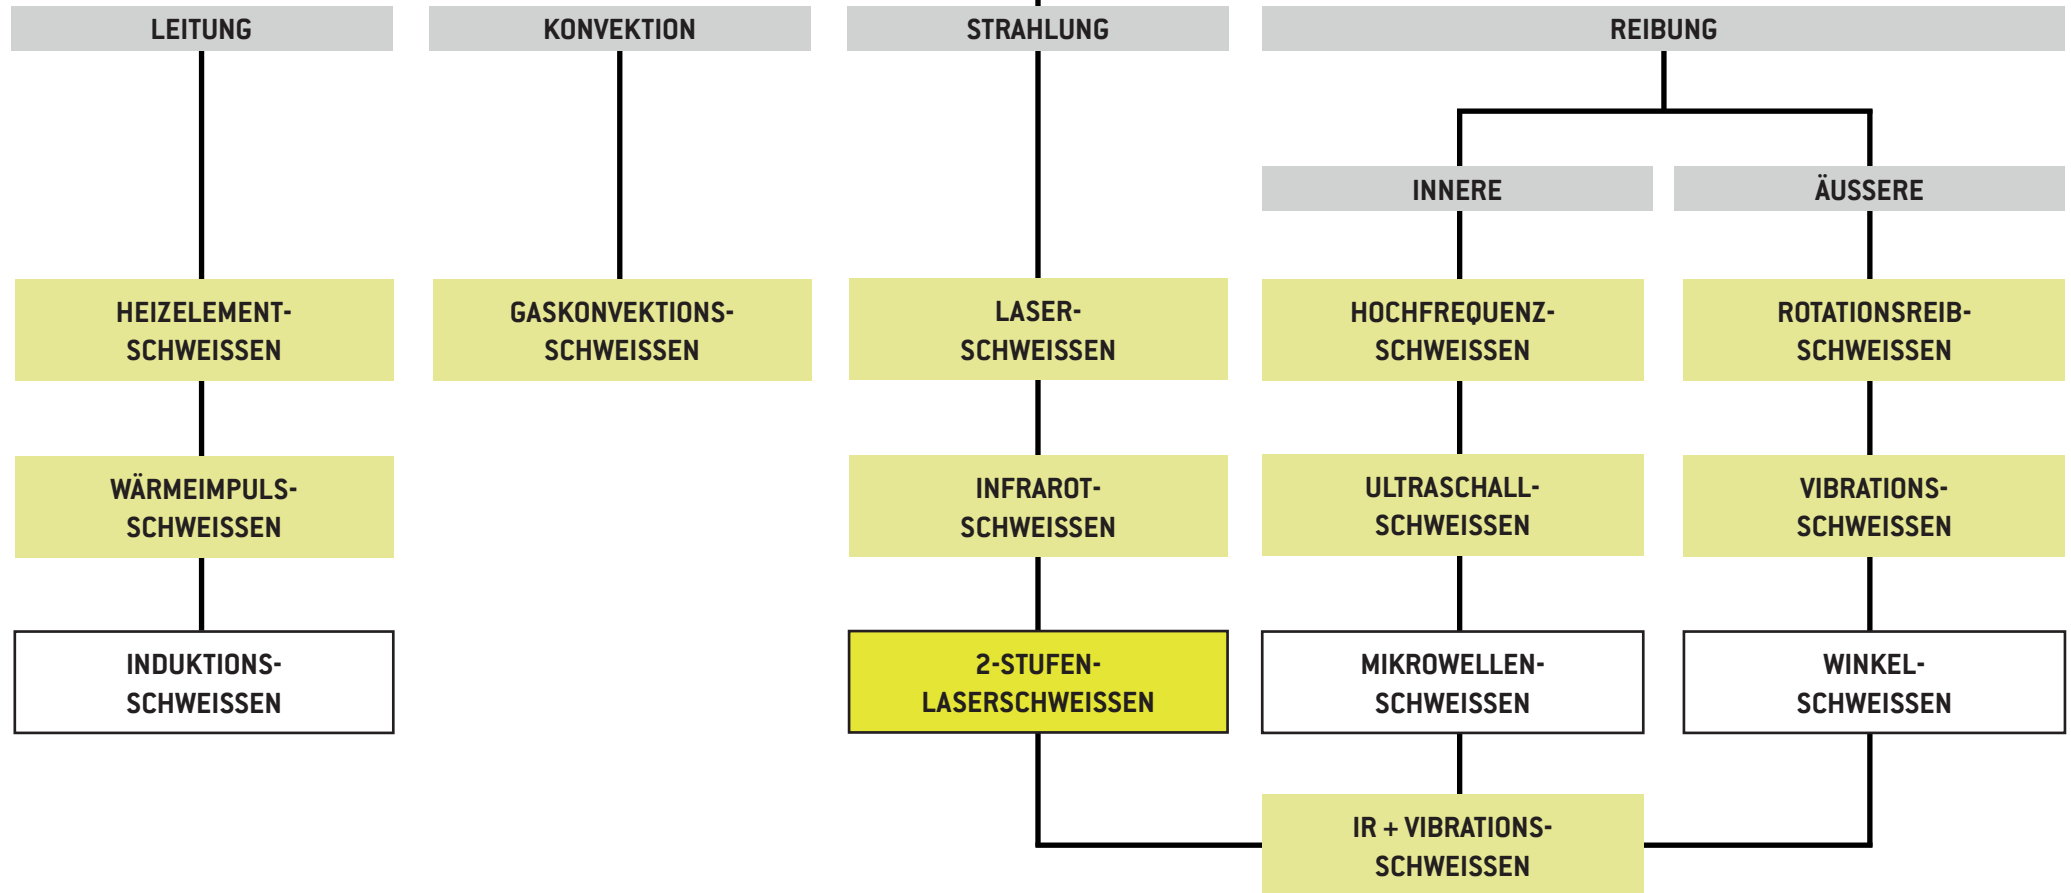 LEITUNG
KONVEKTION
STRAHLUNG
REIBUNG
INNERE
ÄUSSERE
HEIZELEMENT-
SCHWEISSEN
GASKONVEKTIONS-
SCHWEISSEN
LASER-
SCHWEISSEN
HOCHFREQUENZ-
SCHWEISSEN
ROTATIONSREIB-
SCHWEISSEN
WÄRMEIMPULS-
SCHWEISSEN
INFRAROT-
SCHWEISSEN
ULTRASCHALL-
SCHWEISSEN
VIBRATIONS-
SCHWEISSEN
INDUKTIONS-
SCHWEISSEN
2-STUFEN-
LASERSCHWEISSEN
MIKROWELLEN-
SCHWEISSEN
WINKEL-
SCHWEISSEN
IR + VIBRATIONS-
SCHWEISSEN